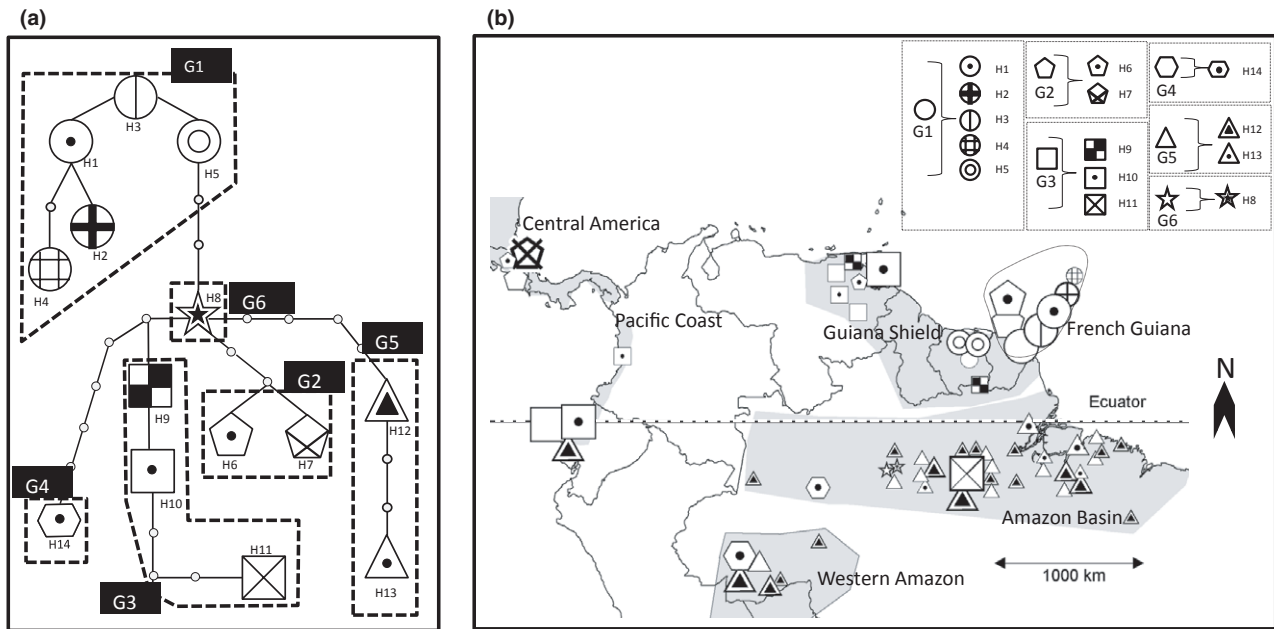 (a)
G1
H3
H1
H5
H2
H4
H8
G6
G5
G2
H9
H12
H6
H7
G4
H10
H14
H11
G3
H13
(b)
G1
H1
H2
H3
H4
H5
G2
H6
H7
G3
H9
H10
H11
G4
H14
G5
H12
H13
G6
H8
Central America
Pacific Coast
Guiana Shield
French Guiana
N
Ecuator
Amazon Basin
Western Amazon
1000 km